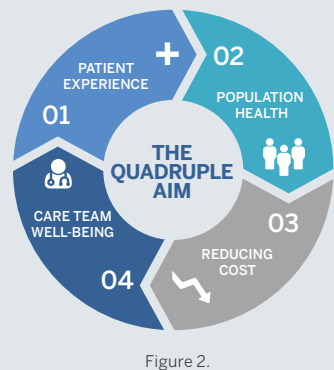 01
PATIENT
EXPERIENCE
02
POPULATION
HEALTH
03
REDUCING
COST
04
CARE TEAM
WELL-BEING
THE
QUADRUPLE
AIM
Figure 2.